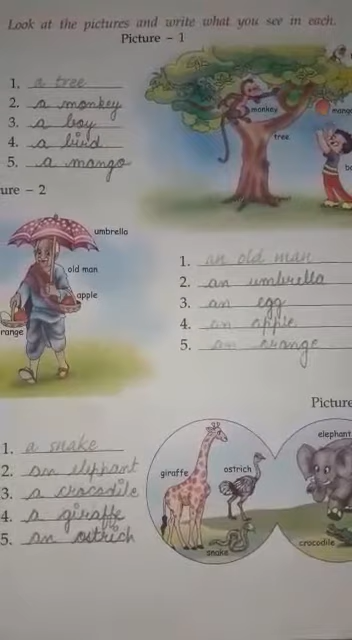 Look at the pictures and write what you see in each.
Picture - 1
1. a tree
2. a monkey
3. a boy
4. a bird
5. a mango
monkey
mango
tree
ure - 2
umbrella
old man
apple
range
1. an old man
2. an umbrella
3. an egg
4. an apple
5. an orange
Picture
1. a snake
2. an elephant
3. a crocodile
4. a giraffe
5. an ostrich
giraffe
ostrich
snake
elephant
crocodile